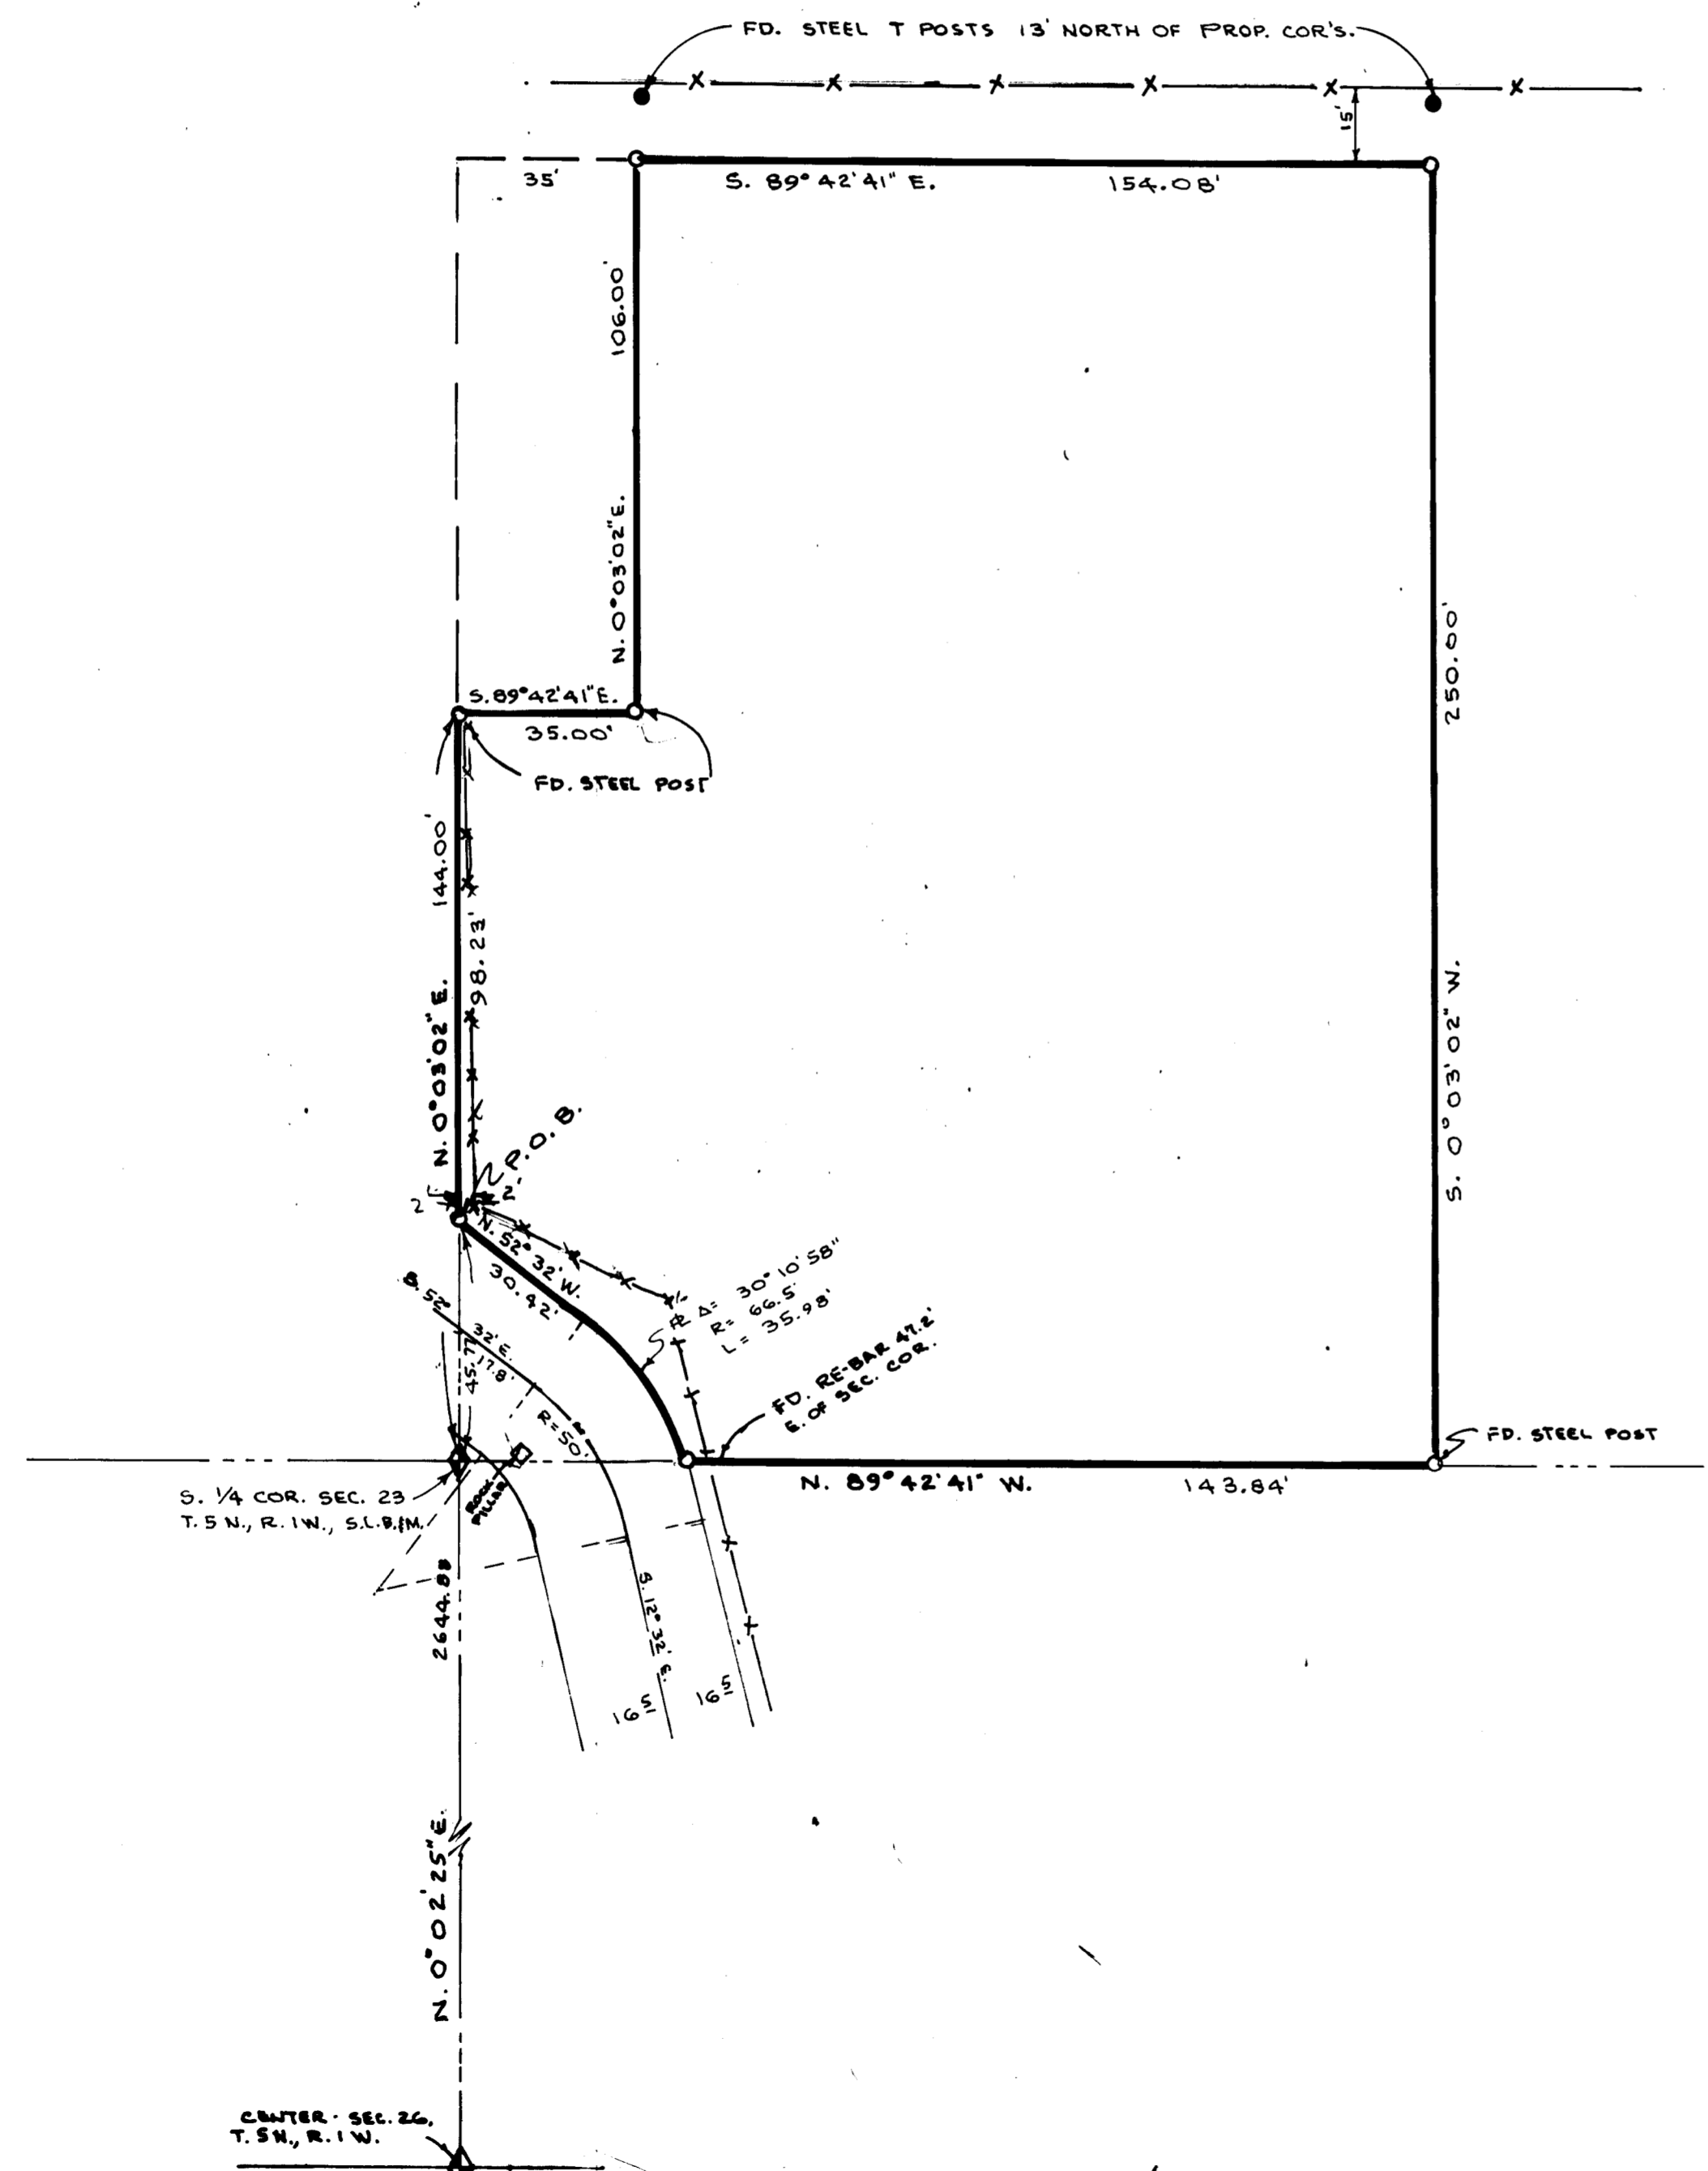 FD. STEEL T POSTS 13' NORTH OF PROP. COR'S.
15'
35'
S. 89°42'41" E.
154.08'
106.00'
N. 0°03'02" E.
S. 89°42'41" E.
35.00'
FD. STEEL POST
250.00'
S. 0°03'02" W.
144.00'
98.23'
N. 0°03'02" E.
P.O.B.
2'
2'
N. 52°32' W.
30.42'
℄ Δ= 30°10'58"
R= 66.5'
L= 35.98'
S. 52°
32' E.
17.8'
45.77
R=50'
FD. RE-BAR 47.2'
E. OF SEC. COR.
FD. STEEL POST
N. 89°42'41" W.
143.84'
S. 1/4 COR. SEC. 23
T. 5 N., R. 1 W., S.L.B.&M.
ROCK
PILLAR
2644.88
S. 12°32' E.
16 5
16 5
N. 0°02'25" E.
CENTER SEC. 26,
T. 5 N., R. 1 W.